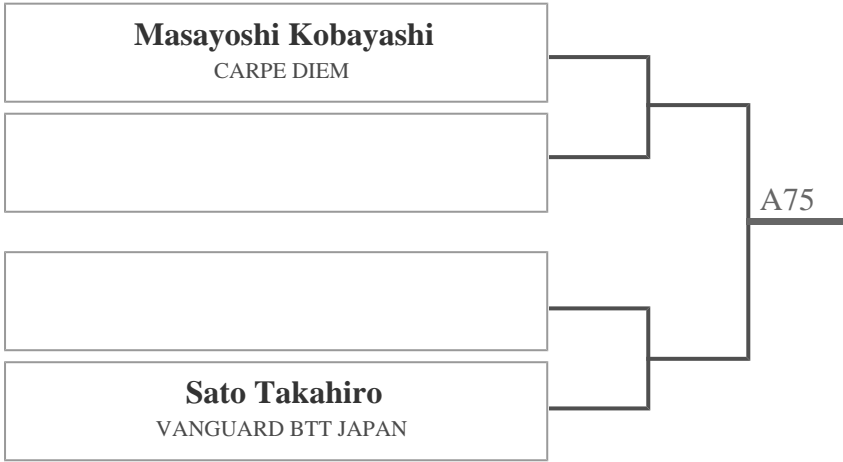 Masayoshi Kobayashi
CARPE DIEM
A75
Sato Takahiro
VANGUARD BTT JAPAN